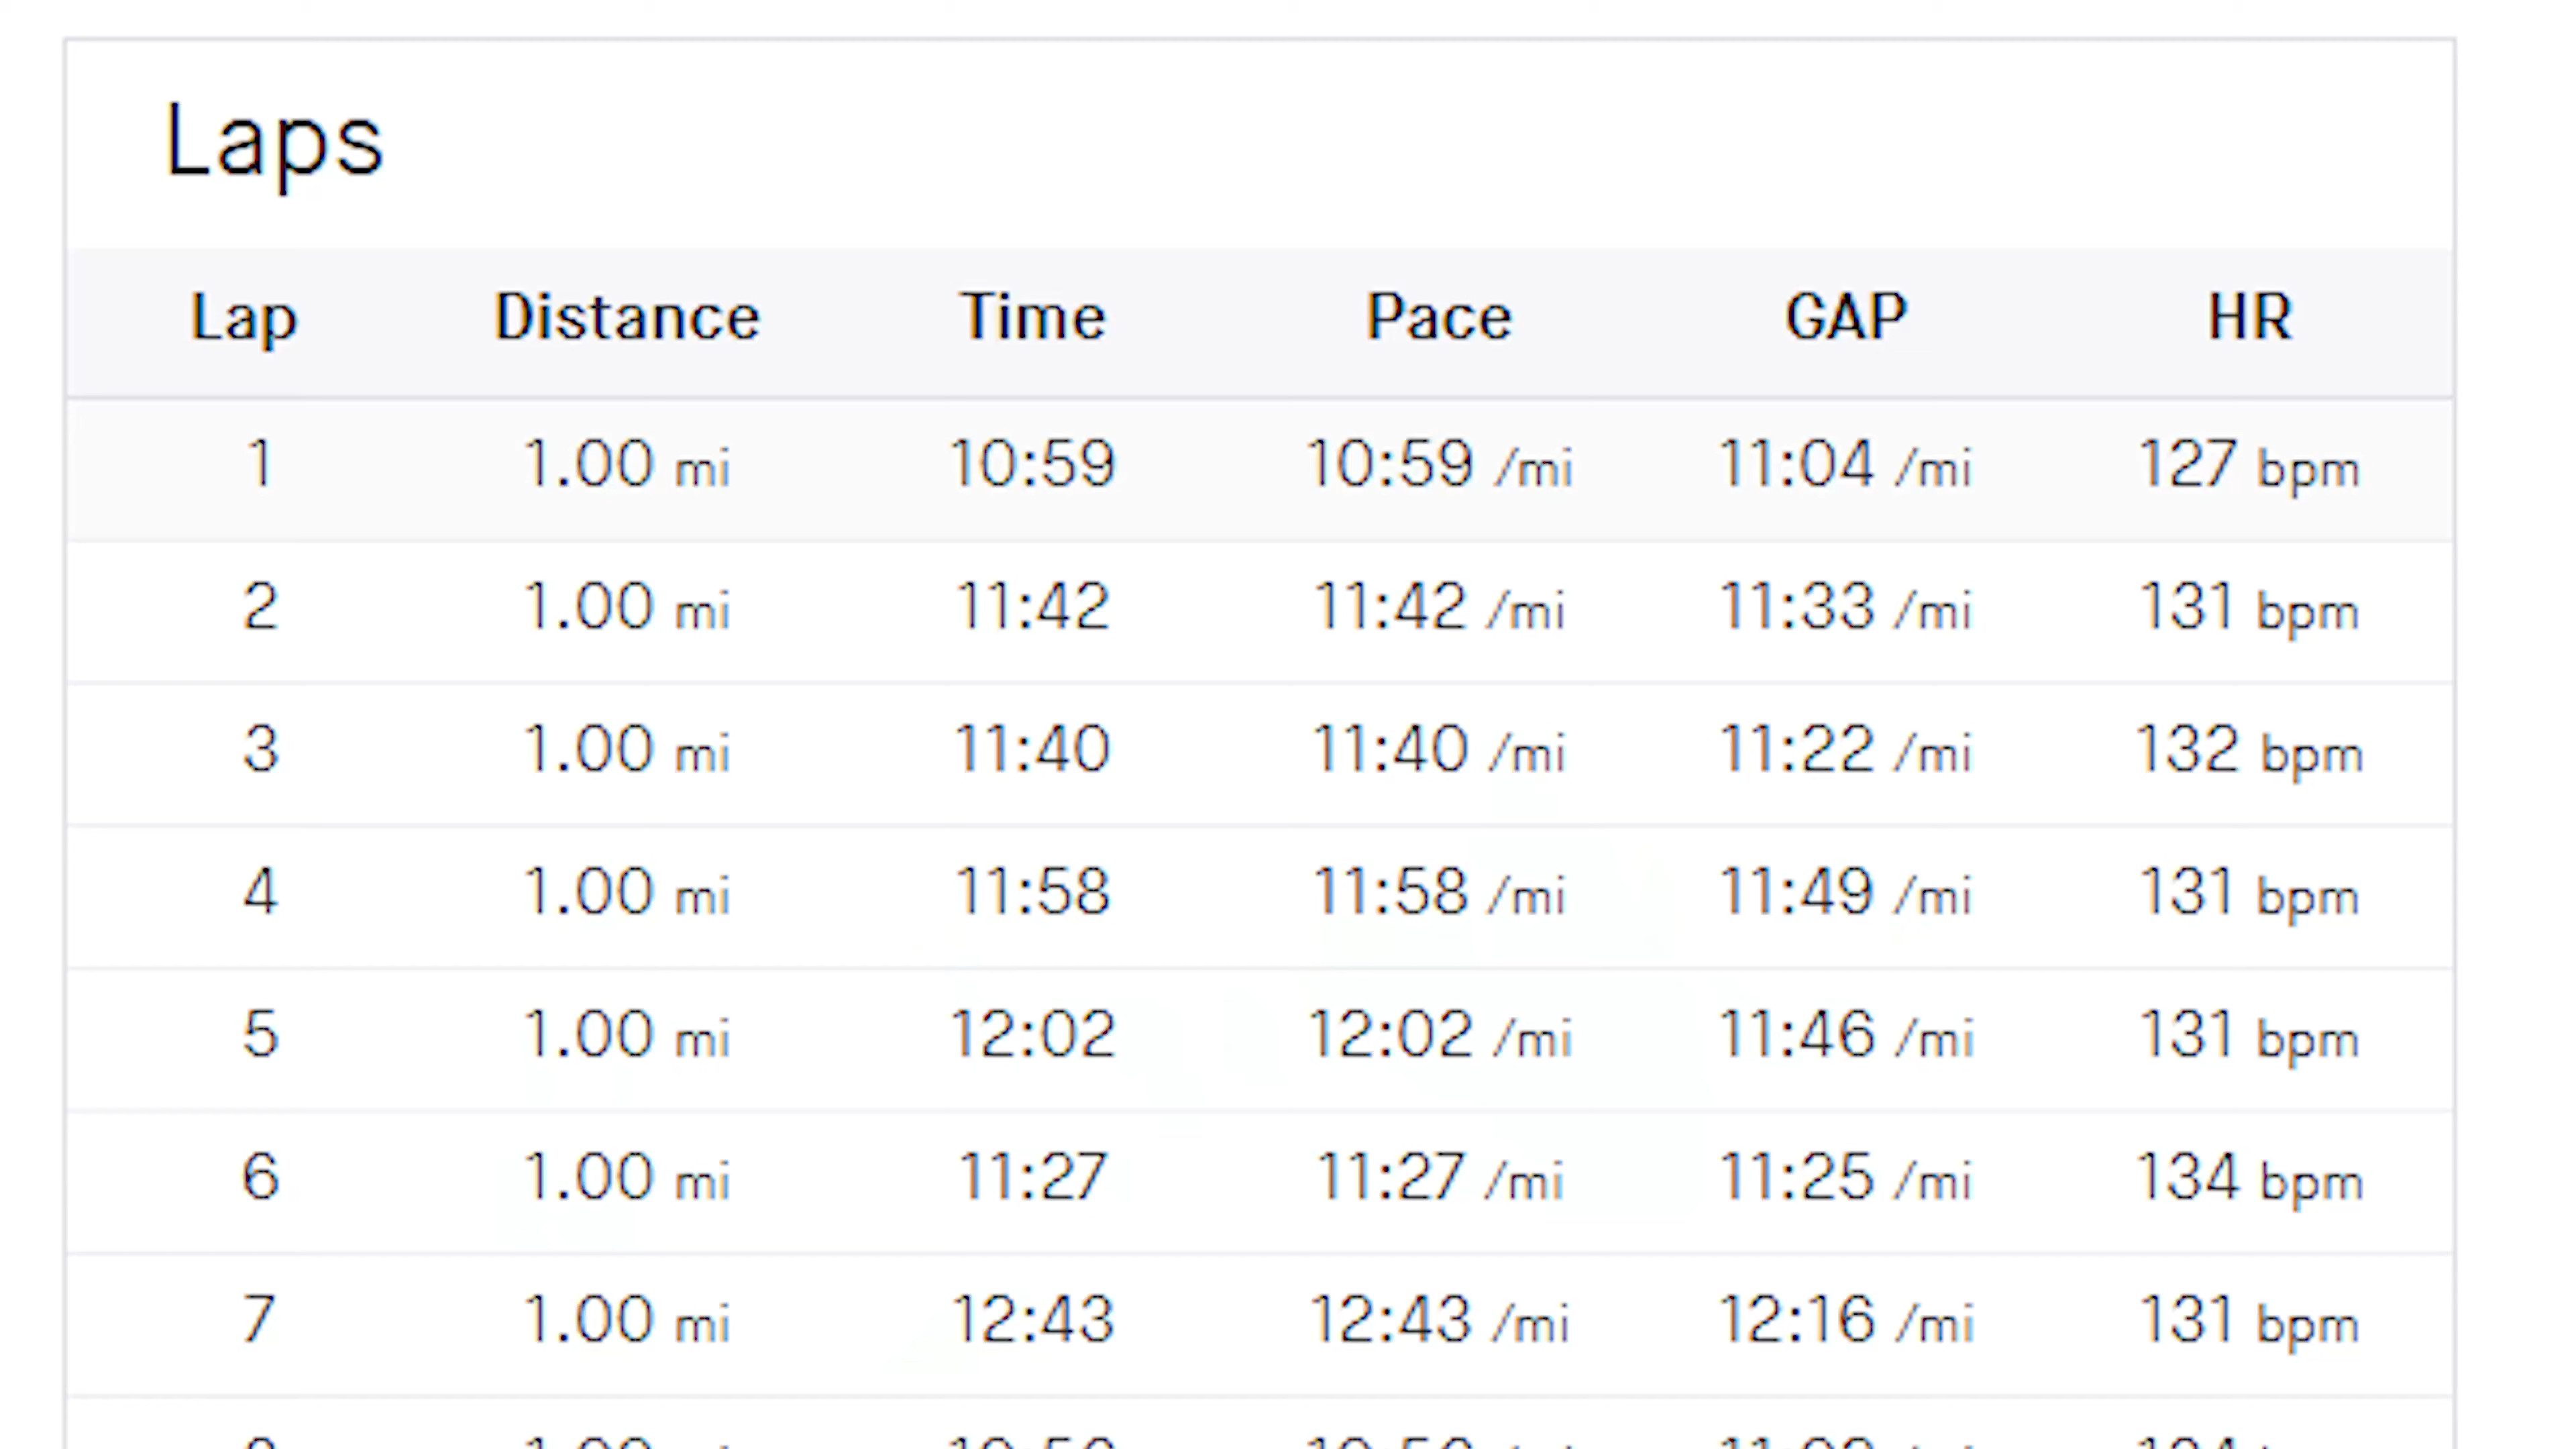 Laps
Lap Distance Time Pace GAP HR
1 1.00 mi 10:59 10:59 /mi 11:04 /mi 127 bpm
2 1.00 mi 11:42 11:42 /mi 11:33 /mi 131 bpm
3 1.00 mi 11:40 11:40 /mi 11:22 /mi 132 bpm
4 1.00 mi 11:58 11:58 /mi 11:49 /mi 131 bpm
5 1.00 mi 12:02 12:02 /mi 11:46 /mi 131 bpm
6 1.00 mi 11:27 11:27 /mi 11:25 /mi 134 bpm
7 1.00 mi 12:43 12:43 /mi 12:16 /mi 131 bpm